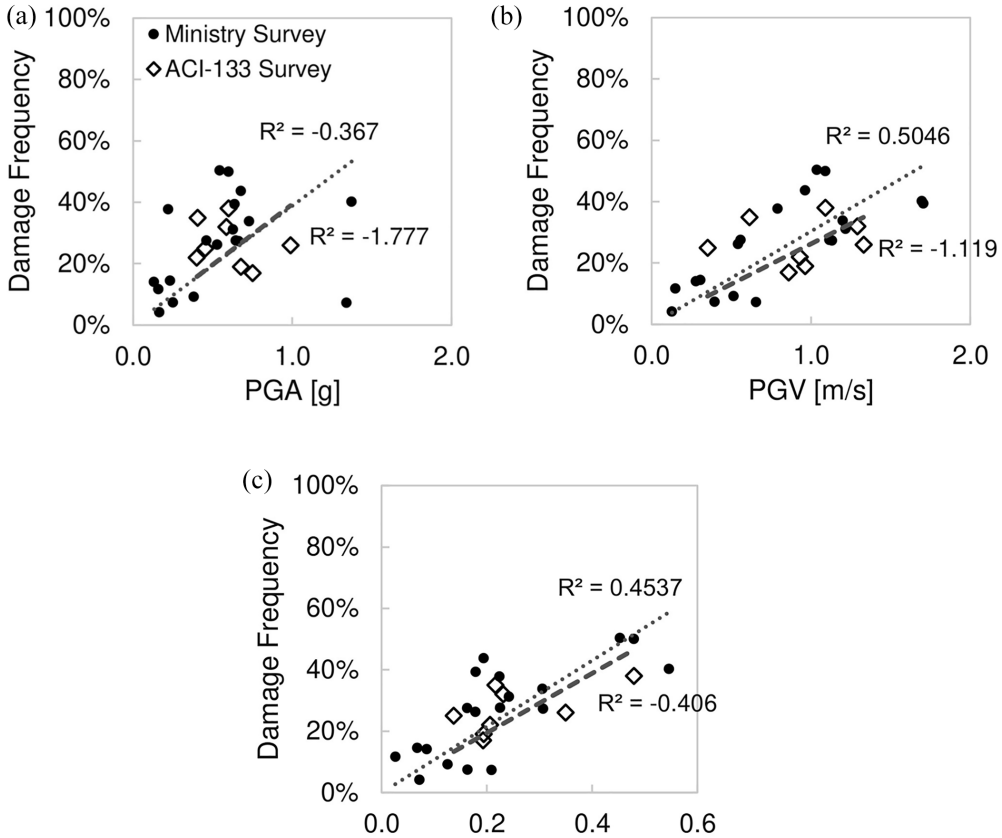 (a)
100%
80%
60%
40%
20%
0%
Damage Frequency
Ministry Survey
ACI-133 Survey
R² = -0.367
R² = -1.777
0.0 1.0 2.0
PGA [g]
(b)
100%
80%
60%
40%
20%
0%
Damage Frequency
R² = 0.5046
R² = -1.119
0.0 1.0 2.0
PGV [m/s]
(c)
100%
80%
60%
40%
20%
0%
Damage Frequency
R² = 0.4537
R² = -0.406
0.0 0.2 0.4 0.6